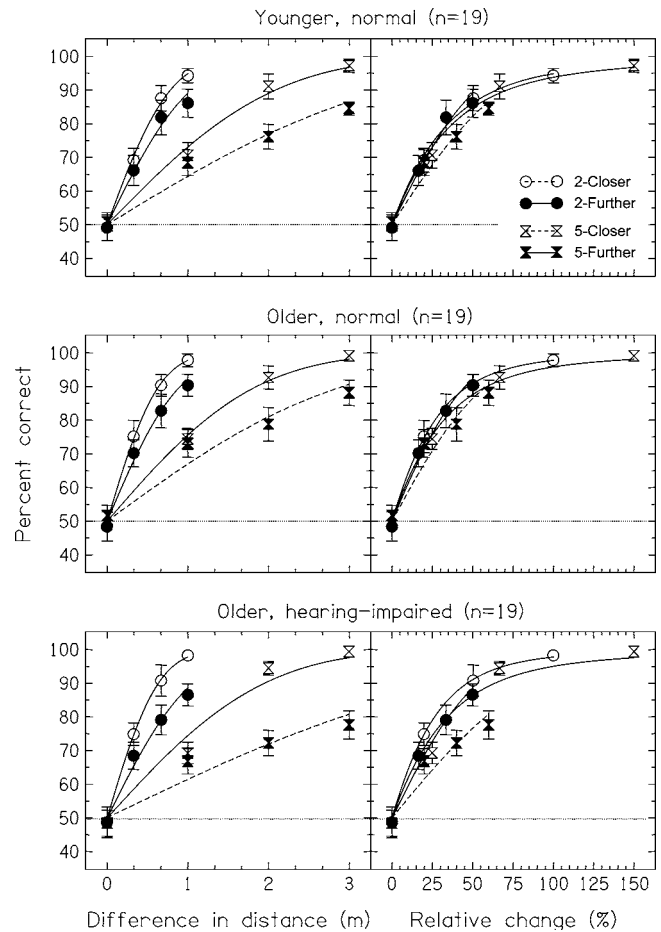 Younger, normal (n=19)
100
90
80
70
60
50
40
2-Closer
2-Further
5-Closer
5-Further
Older, normal (n=19)
100
90
80
70
60
50
40
Percent correct
Older, hearing-impaired (n=19)
100
90
80
70
60
50
40
0 1 2 3 0 25 50 75 100 125 150
Difference in distance (m) Relative change (%)